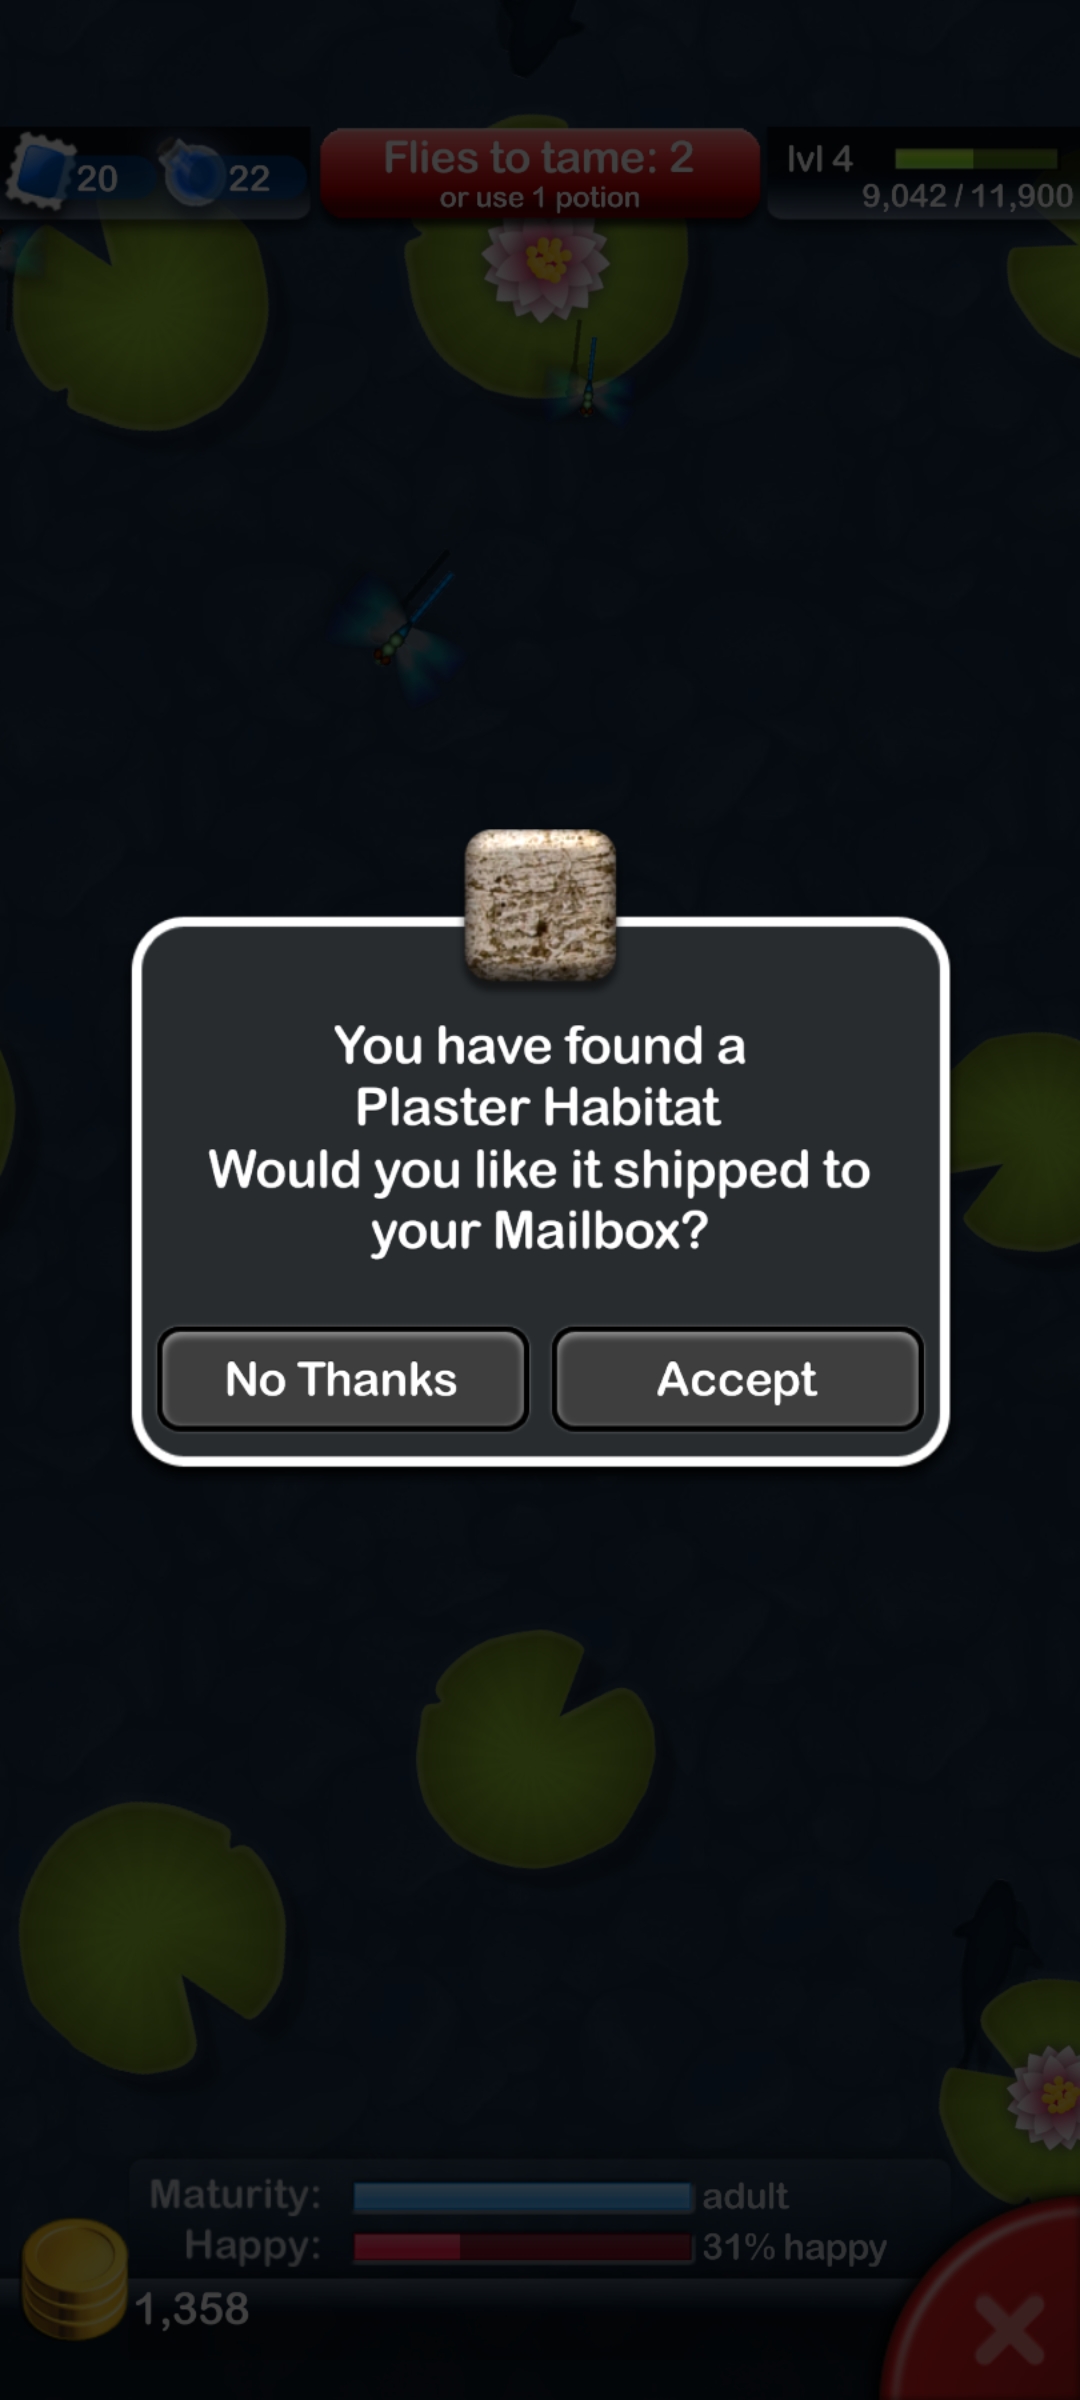 20
22
Flies to tame: 2
or use 1 potion
lvl 4
9,042 / 11,900
You have found a
Plaster Habitat
Would you like it shipped to
your Mailbox?
No Thanks
Accept
Maturity:
adult
Happy:
31% happy
1,358